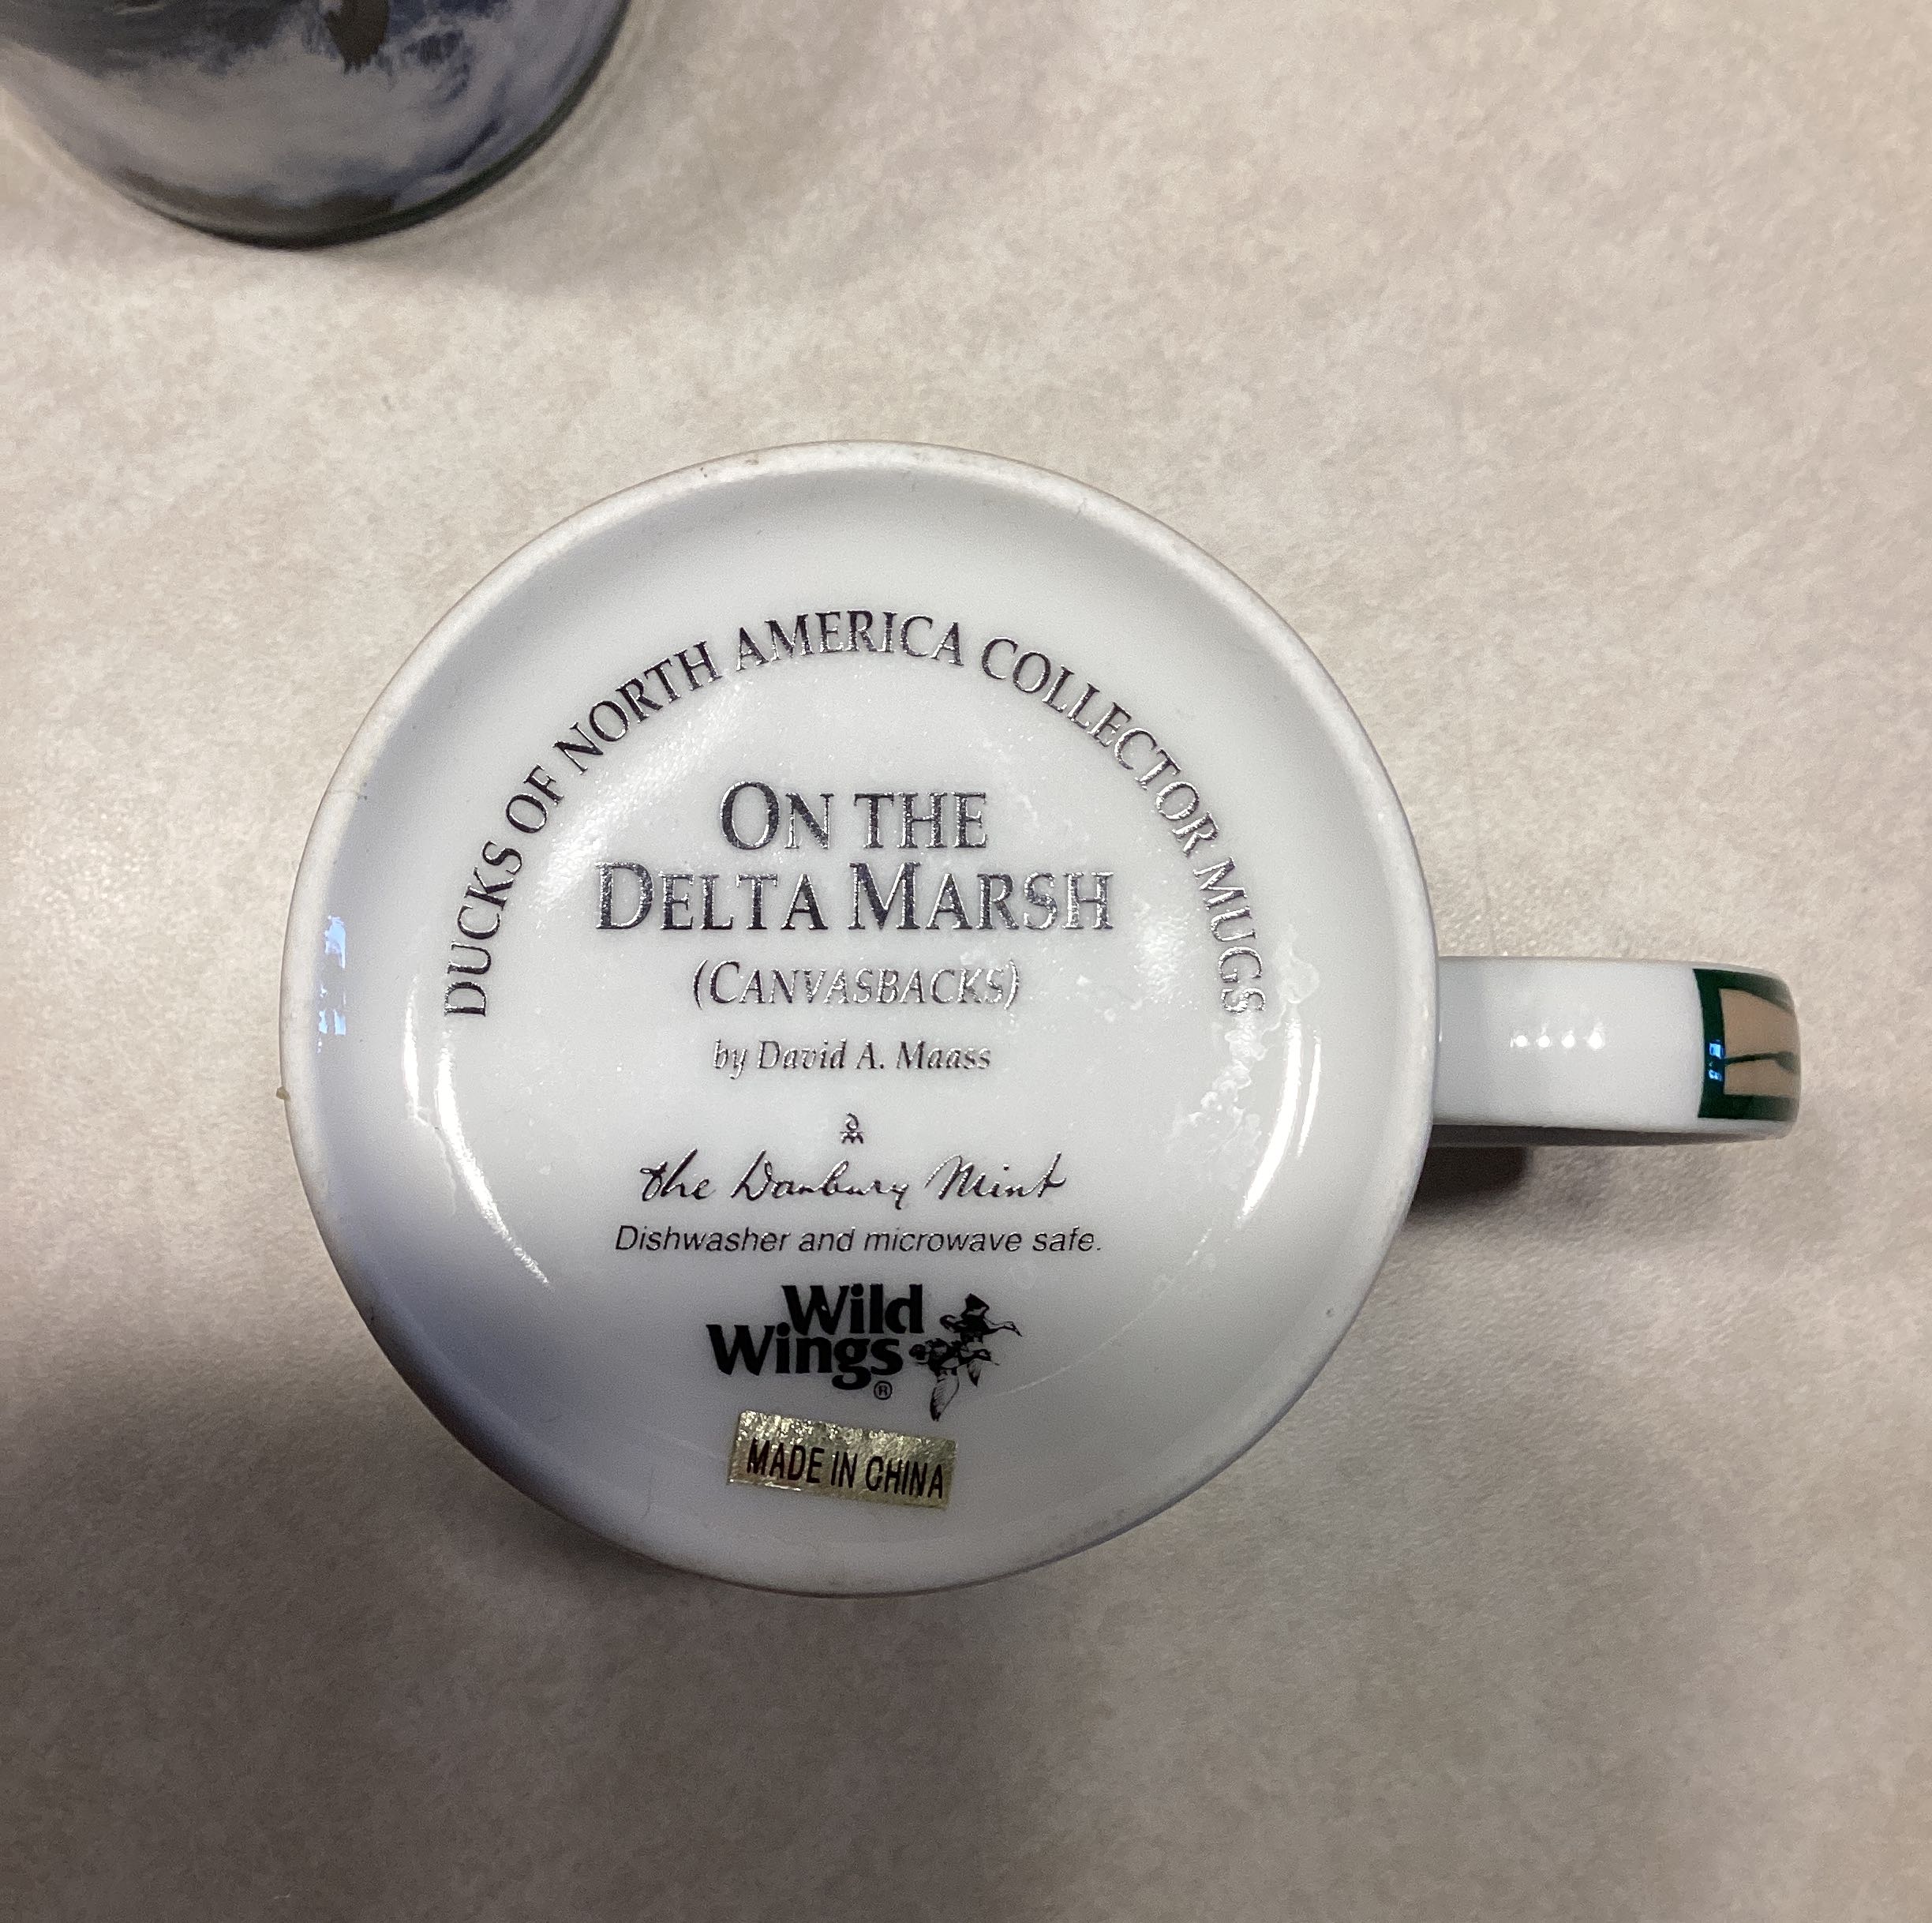 DUCKS OF NORTH AMERICA COLLECTOR MUGS
ON THE
DELTA MARSH
(CANVASBACKS)
by David A. Maass
the Danbury Mint
Dishwasher and microwave safe.
Wild
Wings
®
MADE IN CHINA